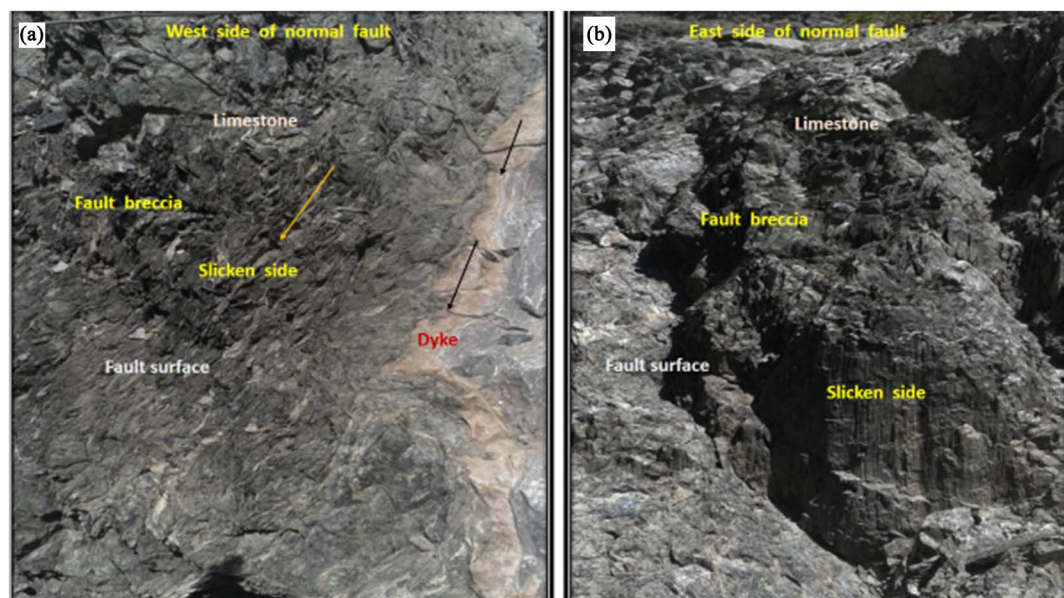 (a)
West side of normal fault
Limestone
Fault breccia
Slicken side
Dyke
Fault surface
(b)
East side of normal fault
Limestone
Fault breccia
Fault surface
Slicken side